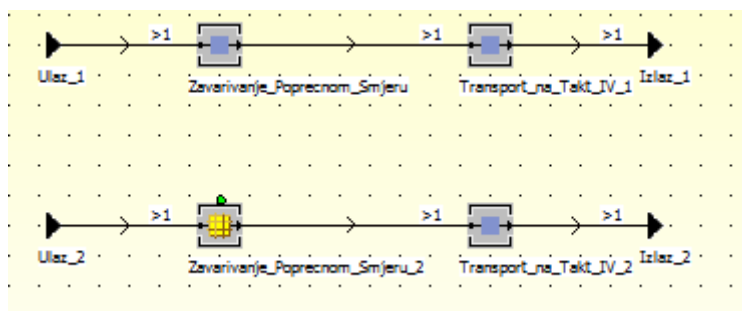 >1 >1 >1
Ulaz_1 Zavarivanje_Poprecnom_Smjeru Transport_na_Takt_IV_1 Izlaz_1
>1 >1 >1
Ulaz_2 Zavarivanje_Poprecnom_Smjeru_2 Transport_na_Takt_IV_2 Izlaz_2